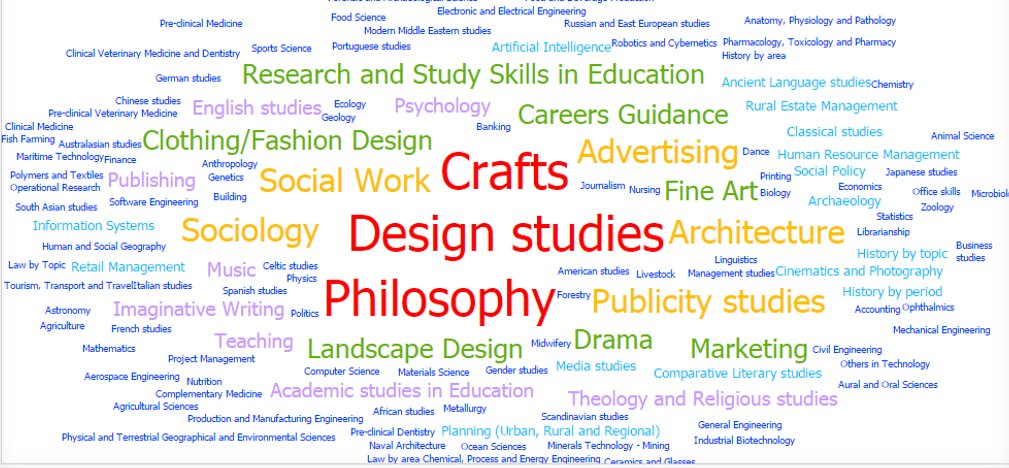 Electronic and Electrical Engineering
Food Science
Pre-clinical Medicine
Russian and East European studies
Anatomy, Physiology and Pathology
Modern Middle Eastern studies
Clinical Veterinary Medicine and Dentistry
Sports Science
Portuguese studies
Artificial Intelligence
Robotics and Cybernetics
Pharmacology, Toxicology and Pharmacy
History by area
German studies
Research and Study Skills in Education
Ancient Language studies
Chemistry
Chinese studies
English studies
Ecology
Psychology
Careers Guidance
Rural Estate Management
Pre-clinical Veterinary Medicine
Geology
Clinical Medicine
Banking
Classical studies
Animal Science
Fish Farming
Australasian studies
Clothing/Fashion Design
Advertising
Dance
Human Resource Management
Maritime Technology
Finance
Anthropology
Crafts
Polymers and Textiles
Publishing
Genetics
Social Work
Printing
Social Policy
Japanese studies
Operational Research
Journalism
Nursing
Fine Art
Biology
Economics
Office skills
Microbiol
Software Engineering
Building
Archaeology
South Asian studies
Zoology
Statistics
Information Systems
Sociology
Design studies
Architecture
Librarianship
Human and Social Geography
History by topic
Business
studies
Linguistics
Law by Topic
Retail Management
Music
Celtic studies
American studies
Livestock
Management studies
Cinematics and Photography
Physics
Tourism, Transport and Travel
Italian studies
Spanish studies
Philosophy
Forestry
Publicity studies
History by period
Astronomy
Imaginative Writing
Politics
Accounting
Ophthalmics
Agriculture
French studies
Mechanical Engineering
Teaching
Landscape Design
Midwifery
Drama
Marketing
Civil Engineering
Mathematics
Project Management
Others in Technology
Computer Science
Materials Science
Gender studies
Media studies
Comparative Literary studies
Aerospace Engineering
Nutrition
Aural and Oral Sciences
Complementary Medicine
Academic studies in Education
Theology and Religious studies
Agricultural Sciences
African studies
Metallurgy
Production and Manufacturing Engineering
Scandinavian studies
General Engineering
Physical and Terrestrial Geographical and Environmental Sciences
Pre-clinical Dentistry
Planning (Urban, Rural and Regional)
Industrial Biotechnology
Naval Architecture
Ocean Sciences
Minerals Technology - Mining
Law by area
Chemical, Process and Energy Engineering
Ceramics and Glasses